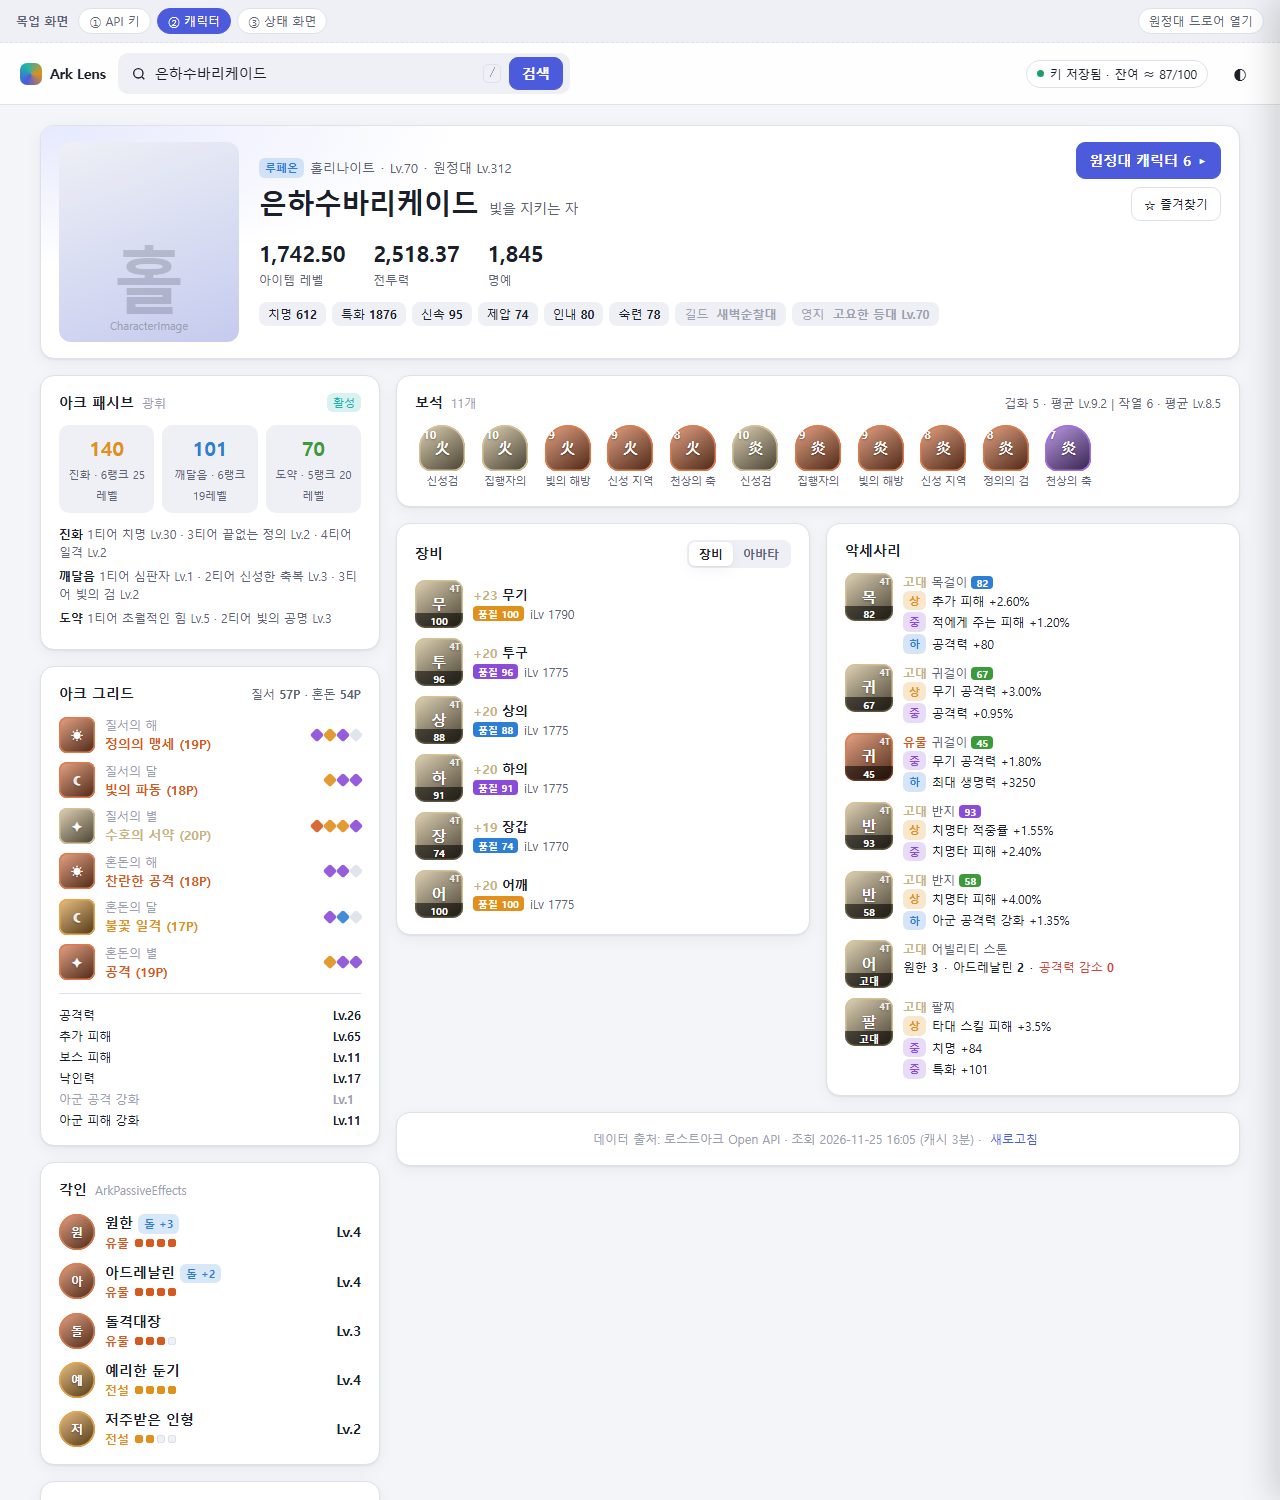 목업 화면
① API 키
② 캐릭터
③ 상태 화면
원정대 드로어 열기
Ark Lens
은하수바리케이드
/
검색
키 저장됨 · 잔여 ≈ 87/100
홀
CharacterImage
루페온 홀리나이트 · Lv.70 · 원정대 Lv.312
은하수바리케이드 빛을 지키는 자
1,742.50 2,518.37 1,845
아이템 레벨 전투력 명예
치명 612 특화 1876 신속 95 제압 74 인내 80 숙련 78 길드 새벽순찰대 영지 고요한 등대 Lv.70
원정대 캐릭터 6 ▸
☆ 즐겨찾기
아크 패시브 광휘 활성
140
진화 · 6랭크 25레벨
101
깨달음 · 6랭크 19레벨
70
도약 · 5랭크 20레벨
진화 1티어 치명 Lv.30 · 3티어 끝없는 정의 Lv.2 · 4티어
일격 Lv.2
깨달음 1티어 심판자 Lv.1 · 2티어 신성한 축복 Lv.3 · 3티
어 빛의 검 Lv.2
도약 1티어 초월적인 힘 Lv.5 · 2티어 빛의 공명 Lv.3
아크 그리드 질서 57P · 혼돈 54P
질서의 해
정의의 맹세 (19P)
질서의 달
빛의 파동 (18P)
질서의 별
수호의 서약 (20P)
혼돈의 해
찬란한 공격 (18P)
혼돈의 달
불꽃 일격 (17P)
혼돈의 별
공격 (19P)
공격력 Lv.26
추가 피해 Lv.65
보스 피해 Lv.11
낙인력 Lv.17
아군 공격 강화 Lv.1
아군 피해 강화 Lv.11
각인 ArkPassiveEffects
원 원한 돌 +3 Lv.4
유물
아 아드레날린 돌 +2 Lv.4
유물
돌 돌격대장 Lv.3
유물
예 예리한 둔기 Lv.4
전설
저 저주받은 인형 Lv.2
전설
보석 11개 겁화 5 · 평균 Lv.9.2 | 작열 6 · 평균 Lv.8.5
10 火 신성검
10 火 집행자의
9 火 빛의 해방
9 火 신성 지역
8 火 천상의 축
10 炎 신성검
9 炎 집행자의
9 炎 빛의 해방
8 炎 신성 지역
8 炎 정의의 검
7 炎 천상의 축
장비 장비 아바타
무 4T 100
+23 무기
품질 100 iLv 1790
투 4T 96
+20 투구
품질 96 iLv 1775
상 4T 88
+20 상의
품질 88 iLv 1775
하 4T 91
+20 하의
품질 91 iLv 1775
장 4T 74
+19 장갑
품질 74 iLv 1770
어 4T 100
+20 어깨
품질 100 iLv 1775
악세사리
목 4T 82
고대 목걸이 82
상 추가 피해 +2.60%
중 적에게 주는 피해 +1.20%
하 공격력 +80
귀 4T 67
고대 귀걸이 67
상 무기 공격력 +3.00%
중 공격력 +0.95%
귀 4T 45
유물 귀걸이 45
중 무기 공격력 +1.80%
하 최대 생명력 +3250
반 4T 93
고대 반지 93
상 치명타 적중률 +1.55%
중 치명타 피해 +2.40%
반 4T 58
고대 반지 58
상 치명타 피해 +4.00%
하 아군 공격력 강화 +1.35%
어 4T 고대
고대 어빌리티 스톤
원한 3 · 아드레날린 2 · 공격력 감소 0
팔 4T 고대
고대 팔찌
상 타대 스킬 피해 +3.5%
중 치명 +84
중 특화 +101
데이터 출처: 로스트아크 Open API · 조회 2026-11-25 16:05 (캐시 3분) · 새로고침